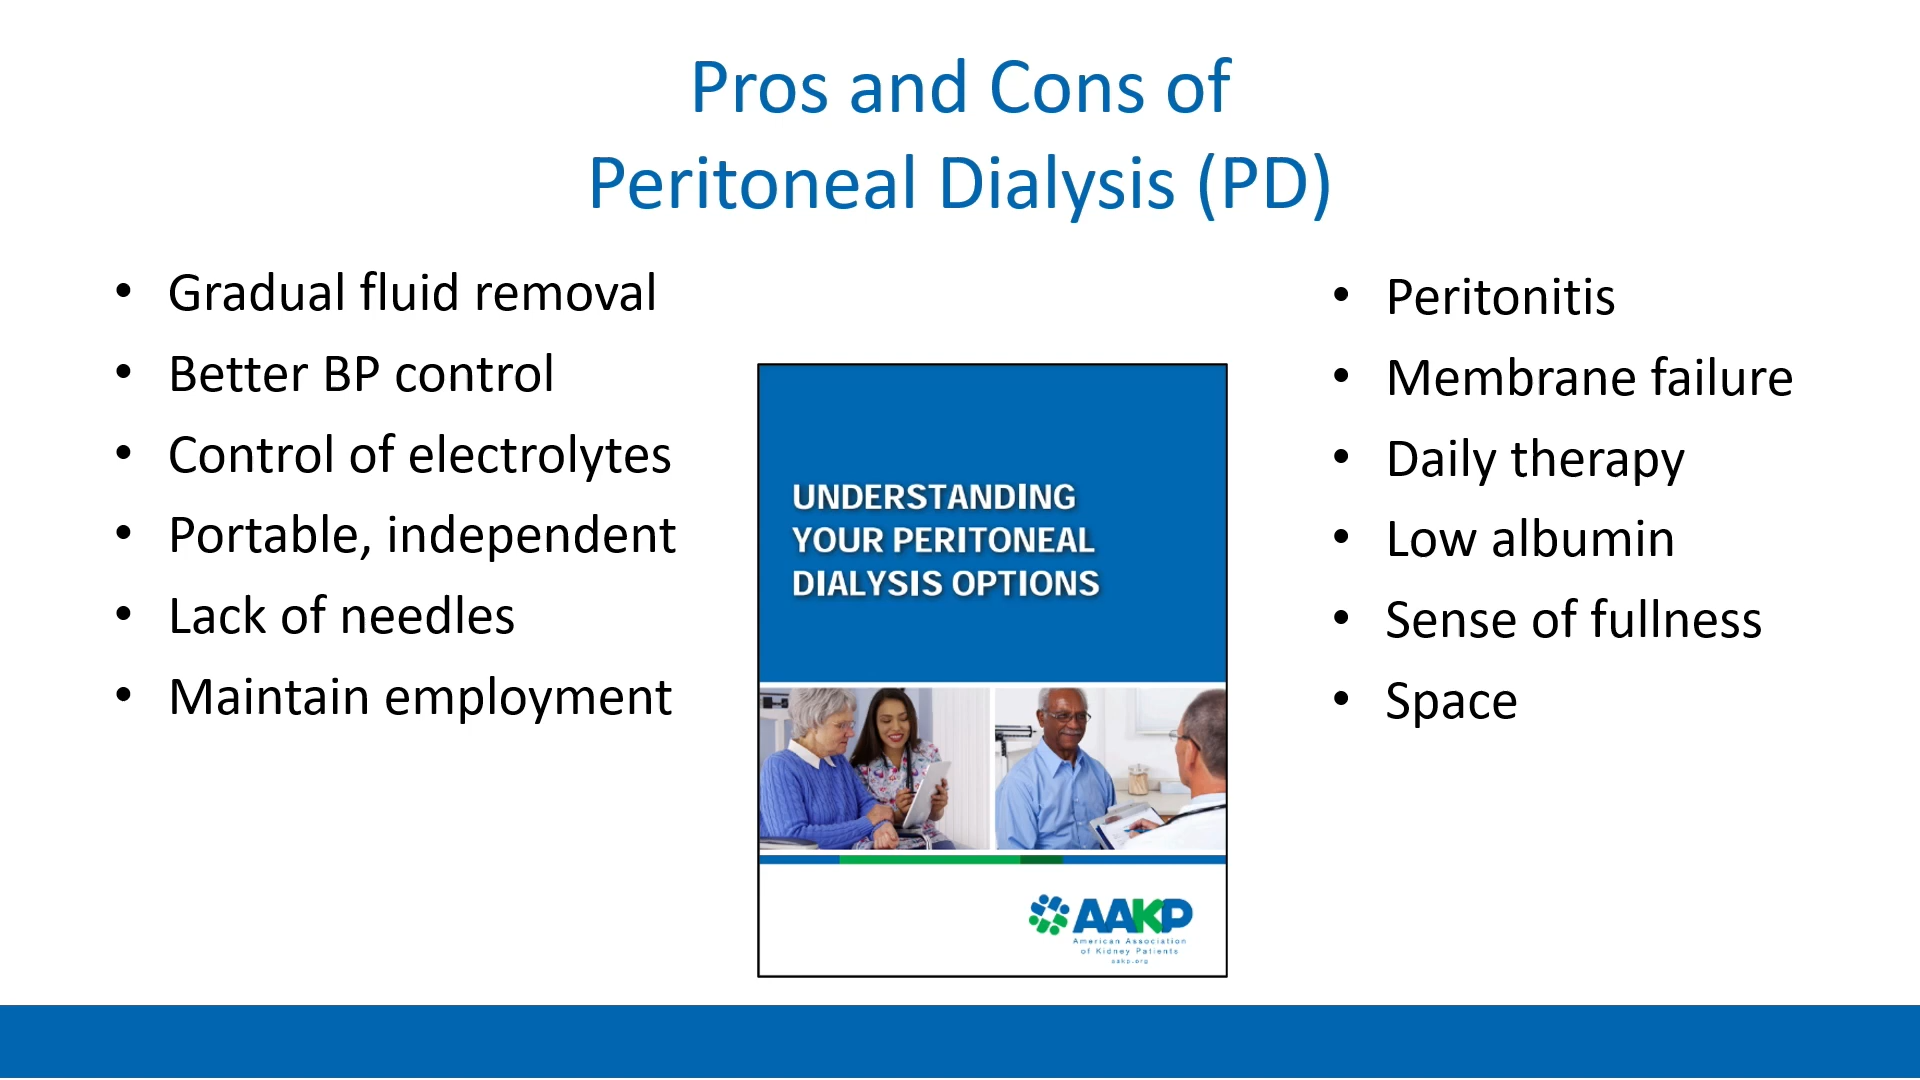 Pros and Cons of
Peritoneal Dialysis (PD)
• Gradual fluid removal
• Better BP control
• Control of electrolytes
• Portable, independent
• Lack of needles
• Maintain employment
UNDERSTANDING
YOUR PERITONEAL
DIALYSIS OPTIONS
AAKP
American Association
of Kidney Patients
aakp.org
• Peritonitis
• Membrane failure
• Daily therapy
• Low albumin
• Sense of fullness
• Space